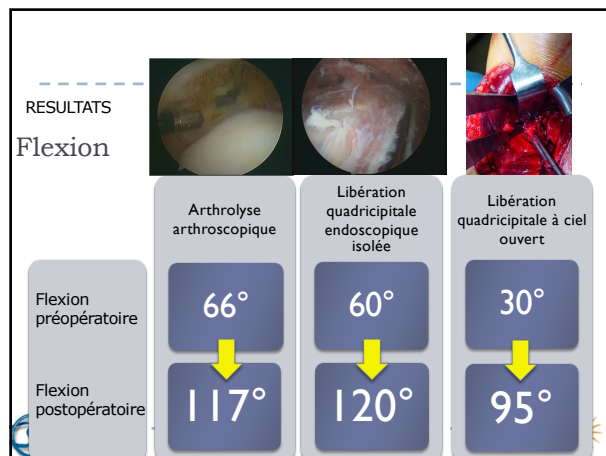 RESULTATS
Flexion
Arthrolyse
arthroscopique
Libération
quadricipitale
endoscopique
isolée
Libération
quadricipitale à ciel
ouvert
Flexion
préopératoire
66°
60°
30°
Flexion
postopératoire
117°
120°
95°